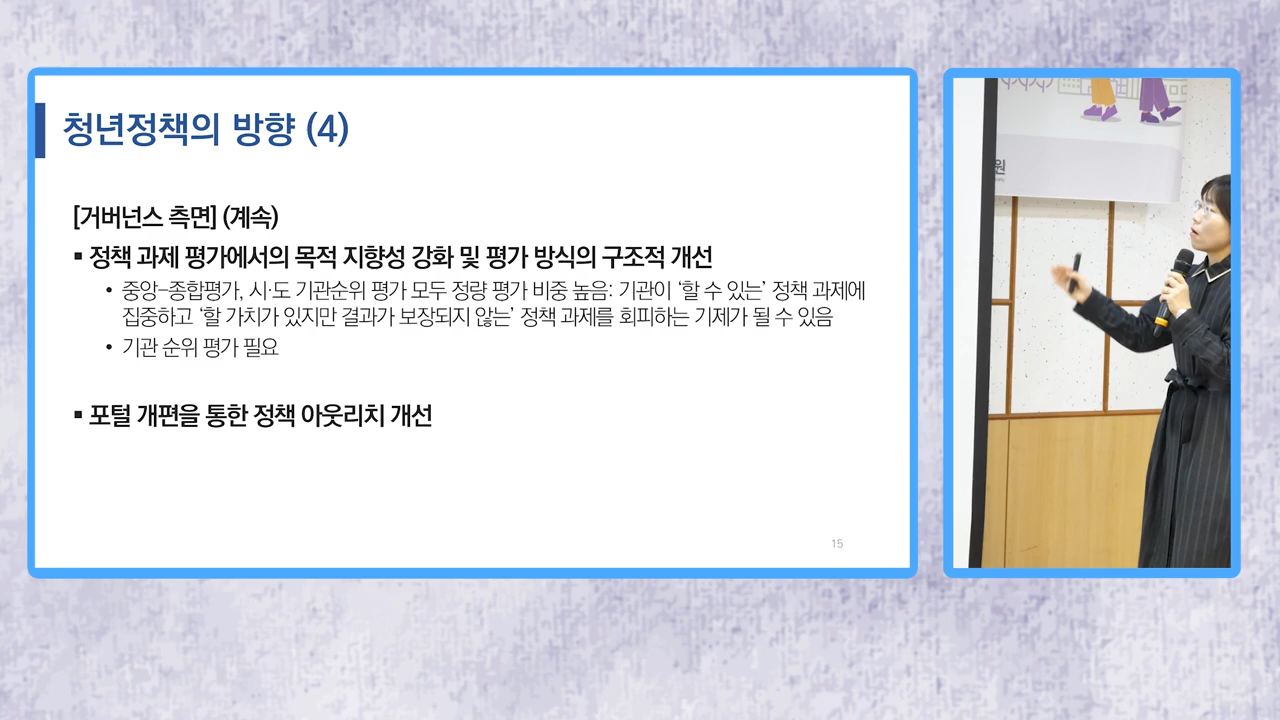 청년정책의 방향 (4)
[거버넌스 측면] (계속)
▪ 정책 과제 평가에서의 목적 지향성 강화 및 평가 방식의 구조적 개선
• 중앙-종합평가, 시·도 기관순위 평가 모두 정량 평가 비중 높음: 기관이 ‘할 수 있는’ 정책 과제에
집중하고 ‘할 가치가 있지만 결과가 보장되지 않는’ 정책 과제를 회피하는 기제가 될 수 있음
• 기관 순위 평가 필요
▪ 포털 개편을 통한 정책 아웃리치 개선
15
원